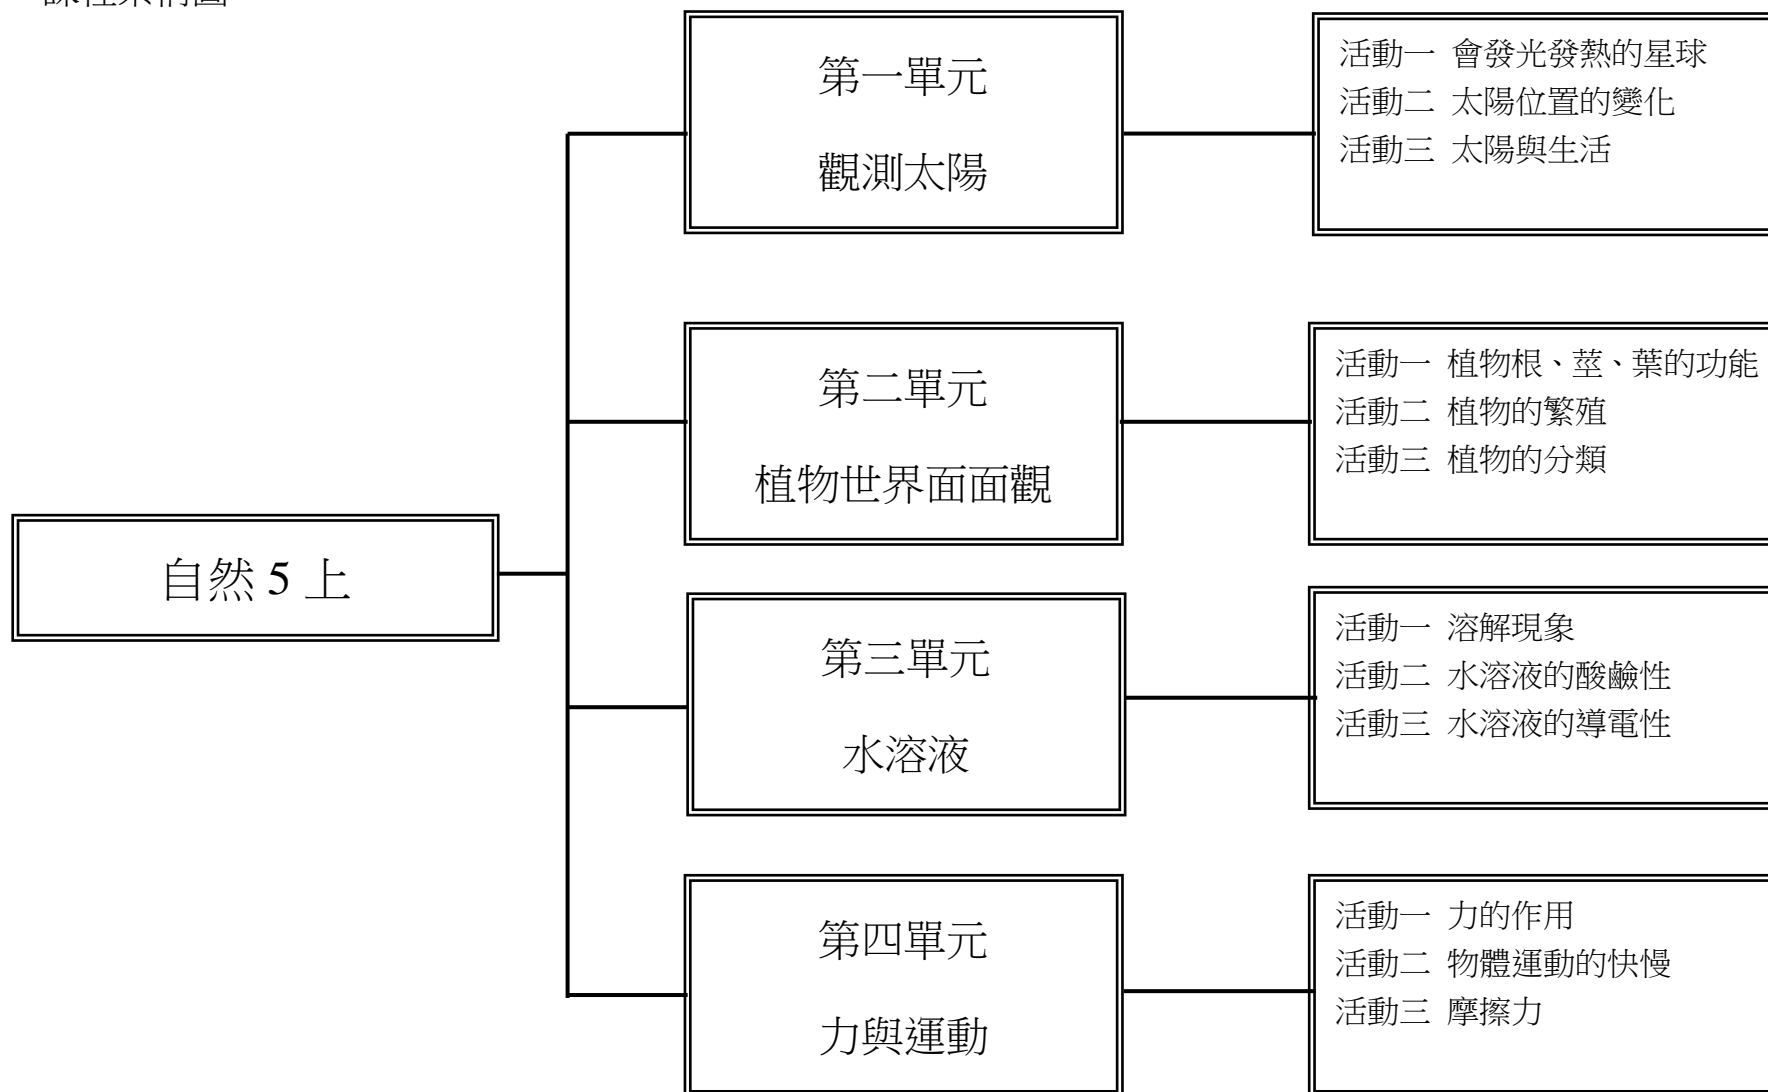 課程架構圖
第一單元
觀測太陽
活動一 會發光發熱的星球
活動二 太陽位置的變化
活動三 太陽與生活
第二單元
植物世界面面觀
活動一 植物根、莖、葉的功能
活動二 植物的繁殖
活動三 植物的分類
自然 5 上
第三單元
水溶液
活動一 溶解現象
活動二 水溶液的酸鹼性
活動三 水溶液的導電性
第四單元
力與運動
活動一 力的作用
活動二 物體運動的快慢
活動三 摩擦力